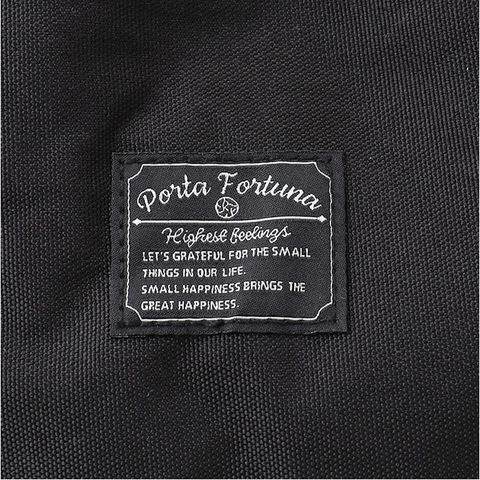 Porta Fortuna
Highest feelings
LET'S GRATEFUL FOR THE SMALL
THINGS IN OUR LIFE.
SMALL HAPPINESS BRINGS THE
GREAT HAPPINESS.